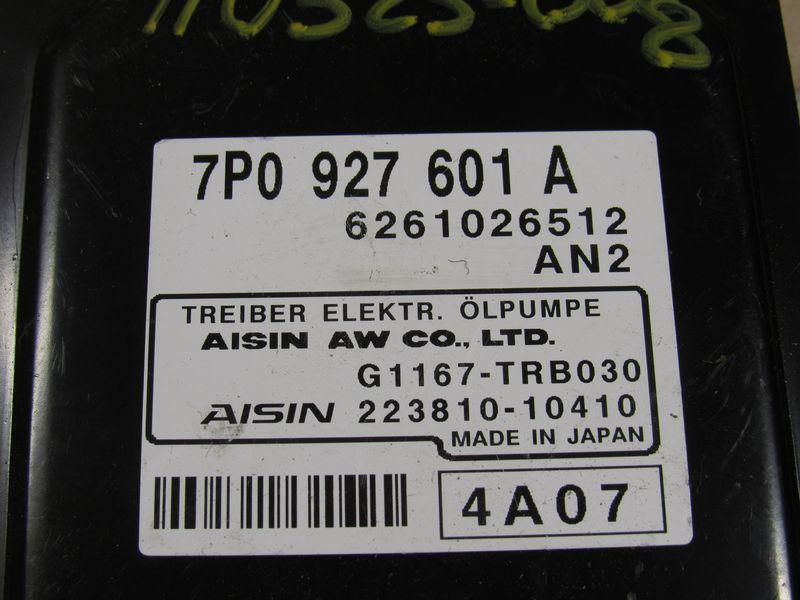 7P0 927 601 A
6261026512
AN2
TREIBER ELEKTR. ÖLPUMPE
AISIN AW CO., LTD.
G1167-TRB030
AISIN 223810-10410
MADE IN JAPAN
4A07